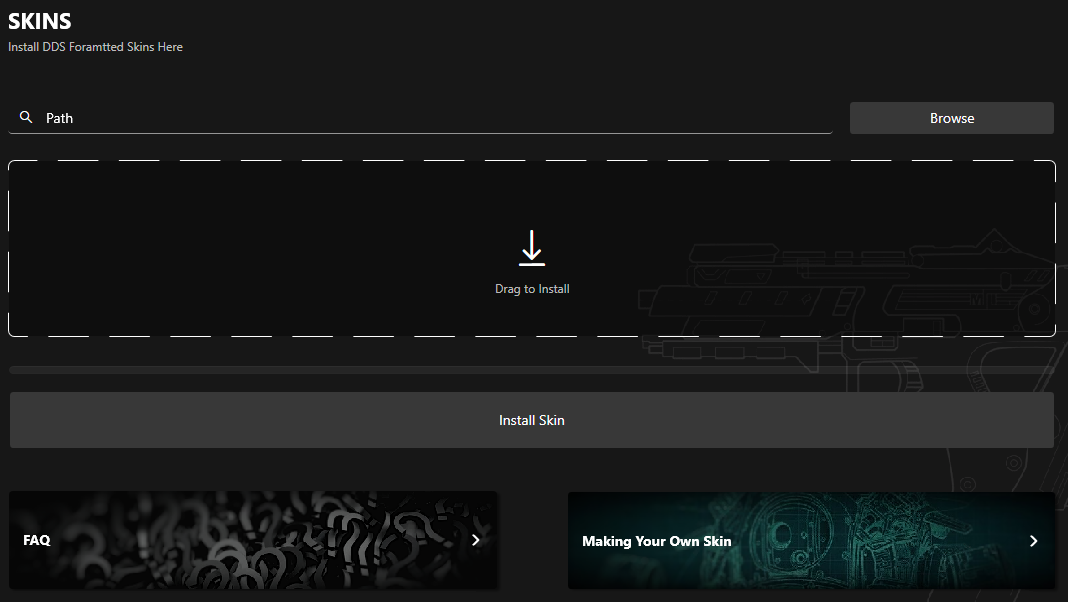 SKINS
Install DDS Foramtted Skins Here
Path
Browse
Drag to Install
Install Skin
FAQ
Making Your Own Skin